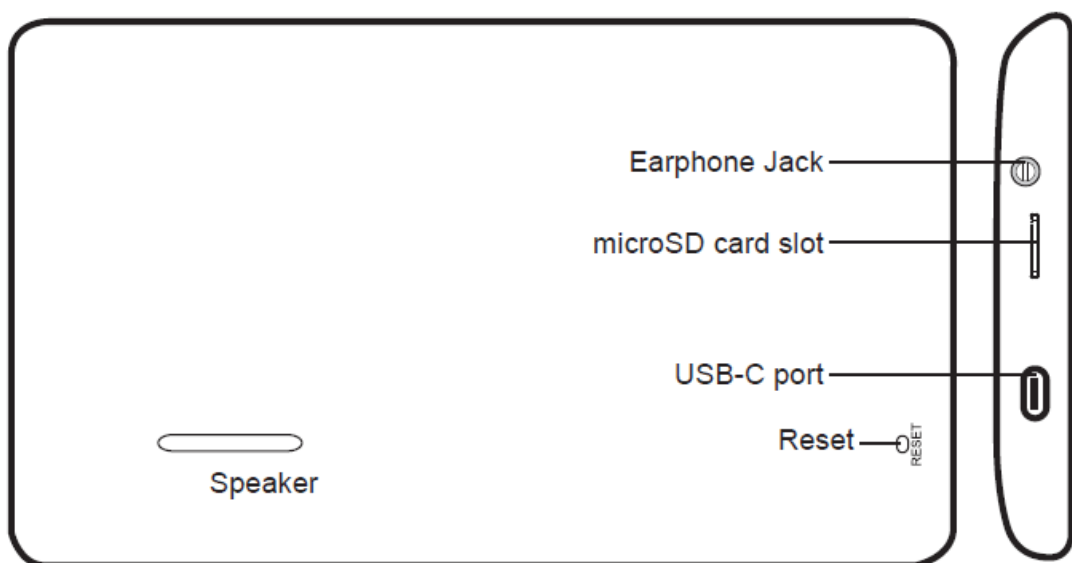 Earphone Jack
microSD card slot
USB-C port
Reset
RESET
Speaker